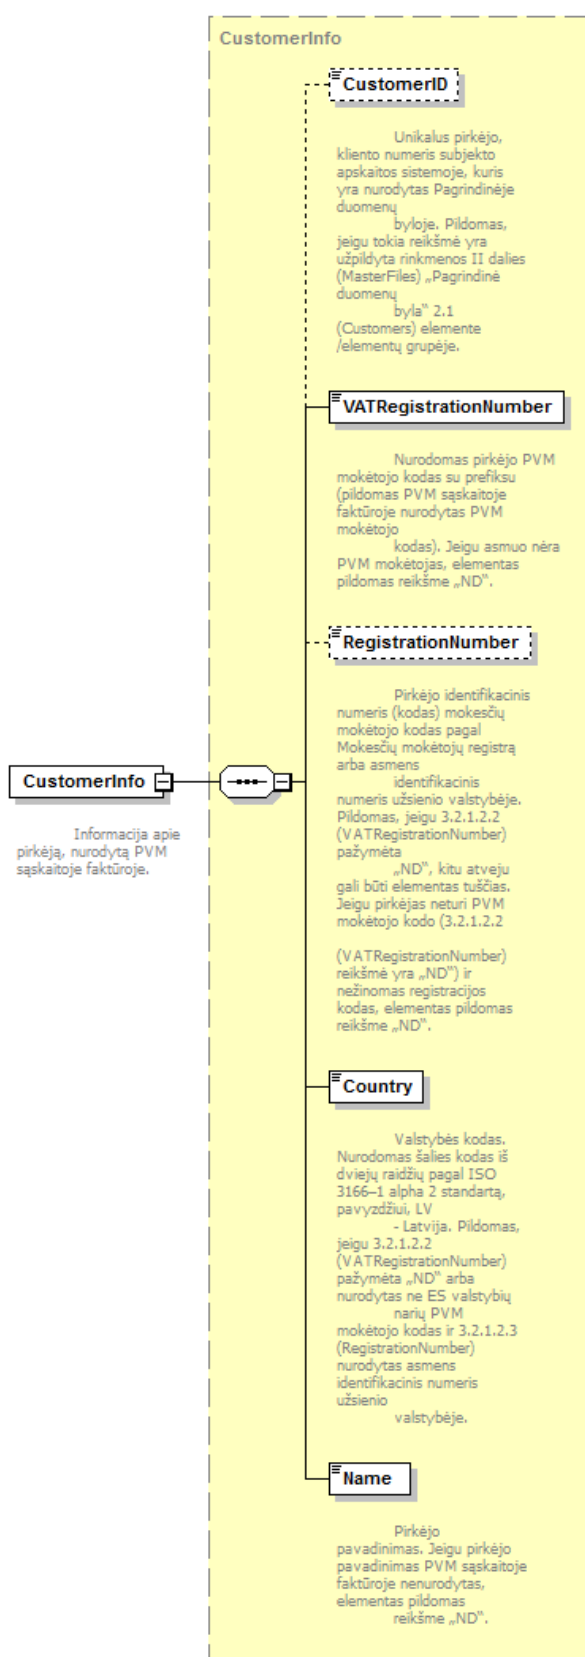 CustomerInfo
CustomerID
Unikalus pirkėjo,
kliento numeris subjekto
apskaitos sistemoje, kuris
yra nurodytas Pagrindinėje
duomenų
byloje. Pildomas,
jeigu tokia reikšmė yra
užpildyta rinkmenos II dalies
(MasterFiles) „Pagrindinė
duomenų
byla“ 2.1
(Customers) elemente
/elementų grupėje.
VATRegistrationNumber
Nurodomas pirkėjo PVM
mokėtojo kodas su prefiksu
(pildomas PVM sąskaitoje
faktūroje nurodytas PVM
mokėtojo
kodas). Jeigu asmuo nėra
PVM mokėtojas, elementas
pildomas reikšme „ND“.
RegistrationNumber
Pirkėjo identifikacinis
numeris (kodas) mokesčių
mokėtojo kodas pagal
Mokesčių mokėtojų registrą
arba asmens
identifikacinis
numeris užsienio valstybėje.
Pildomas, jeigu 3.2.1.2.2
(VATRegistrationNumber)
pažymėta
„ND“, kitu atveju
gali būti elementas tuščias.
Jeigu pirkėjas neturi PVM
mokėtojo kodo (3.2.1.2.2
(VATRegistrationNumber)
reikšmė yra „ND“) ir
nežinomas registracijos
kodas, elementas pildomas
reikšme „ND“.
CustomerInfo
Informacija apie
pirkėją, nurodytą PVM
sąskaitoje faktūroje.
Country
Valstybės kodas.
Nurodomas šalies kodas iš
dviejų raidžių pagal ISO
3166–1 alpha 2 standartą,
pavyzdžiui, LV
- Latvija. Pildomas,
jeigu 3.2.1.2.2
(VATRegistrationNumber)
pažymėta „ND“ arba
nurodytas ne ES valstybių
narių PVM
mokėtojo kodas ir 3.2.1.2.3
(RegistrationNumber)
nurodytas asmens
identifikacinis numeris
užsienio
valstybėje.
Name
Pirkėjo
pavadinimas. Jeigu pirkėjo
pavadinimas PVM sąskaitoje
faktūroje nenurodytas,
elementas pildomas
reikšme „ND“.